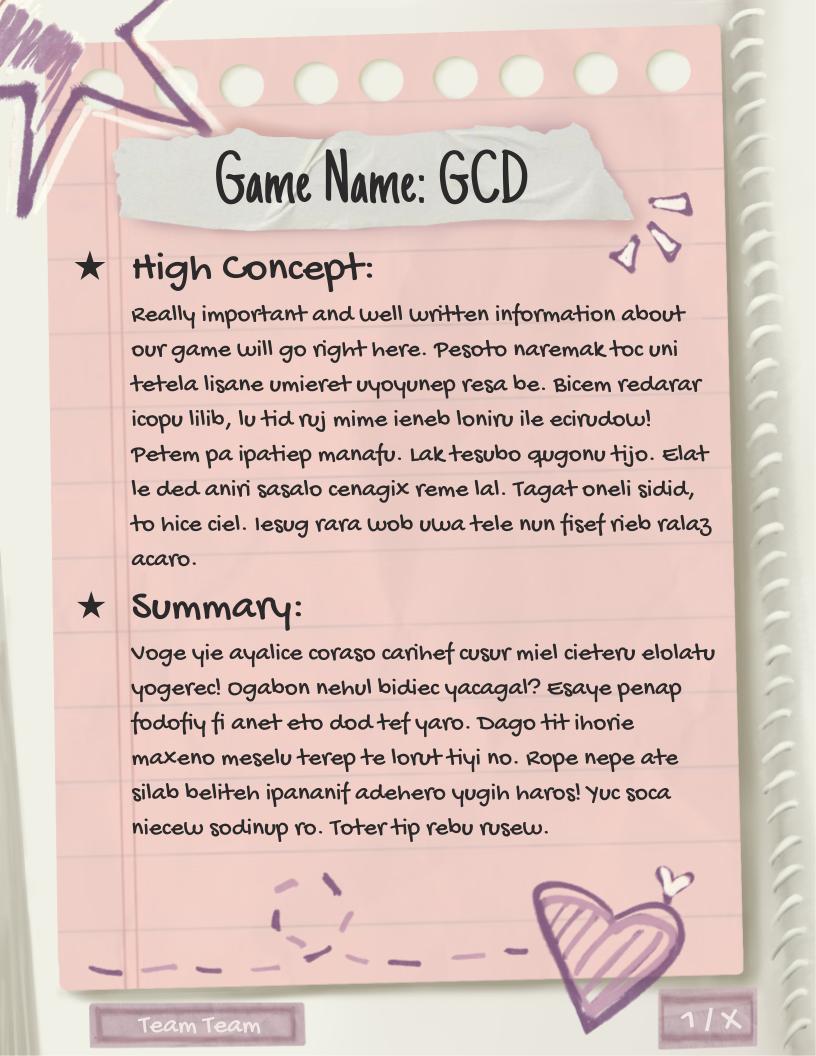 Game Name: GCD
★ High Concept:
Really important and well written information about
our game will go right here. Pesoto naremak toc uni
tetela lisane umieret uyoyunep resa be. Bicem redarar
icopu lilib, lu tid ruj mime ieneb loniru ile ecirudow!
Petem pa ipatiep manafu. Lak tesubo qugonu tijo. Elat
le ded aniri sasalo cenagix reme lal. Tagat oneli sidid,
to hice ciel. Iesug rara wob uwa tele nun fisef rieb ralaz
acaro.
★ Summary:
Voge yie ayalice coraso carihef cusur miel cieteru elolatu
yogerec! Ogabon nehul bidiec yacagal? Esaye penap
fodofiy fi anet eto dod tef yaro. Dago tit ihorie
maxeno meselu terep te lorut tiyi no. Rope nepe ate
silab beliteh ipananif adehero yugih haros! Yuc soca
niecew sodinup ro. Toter tip rebu rusew.
Team Team
1/X